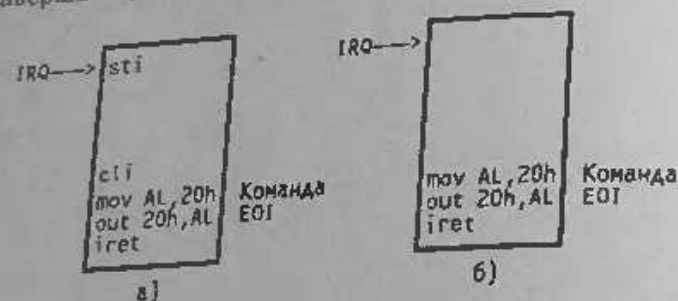 IRQ—> sti
cli
mov AL,20h
out 20h,AL
iret
Команда
EOI
а)
IRQ—>
mov AL,20h
out 20h,AL
iret
Команда
EOI
б)